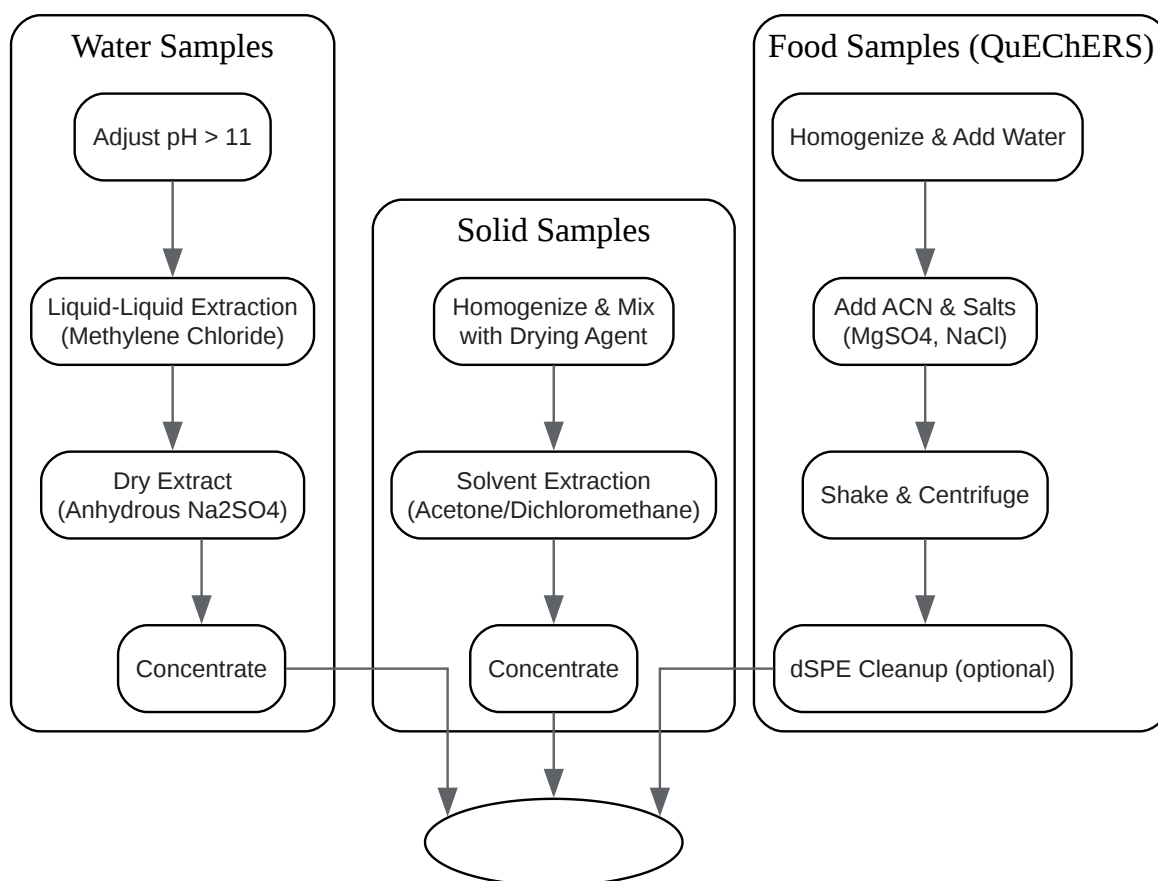 Water Samples
Adjust pH > 11
Liquid-Liquid Extraction
(Methylene Chloride)
Dry Extract
(Anhydrous Na2SO4)
Concentrate
Solid Samples
Homogenize & Mix
with Drying Agent
Solvent Extraction
(Acetone/Dichloromethane)
Concentrate
Food Samples (QuEChERS)
Homogenize & Add Water
Add ACN & Salts
(MgSO4, NaCl)
Shake & Centrifuge
dSPE Cleanup (optional)